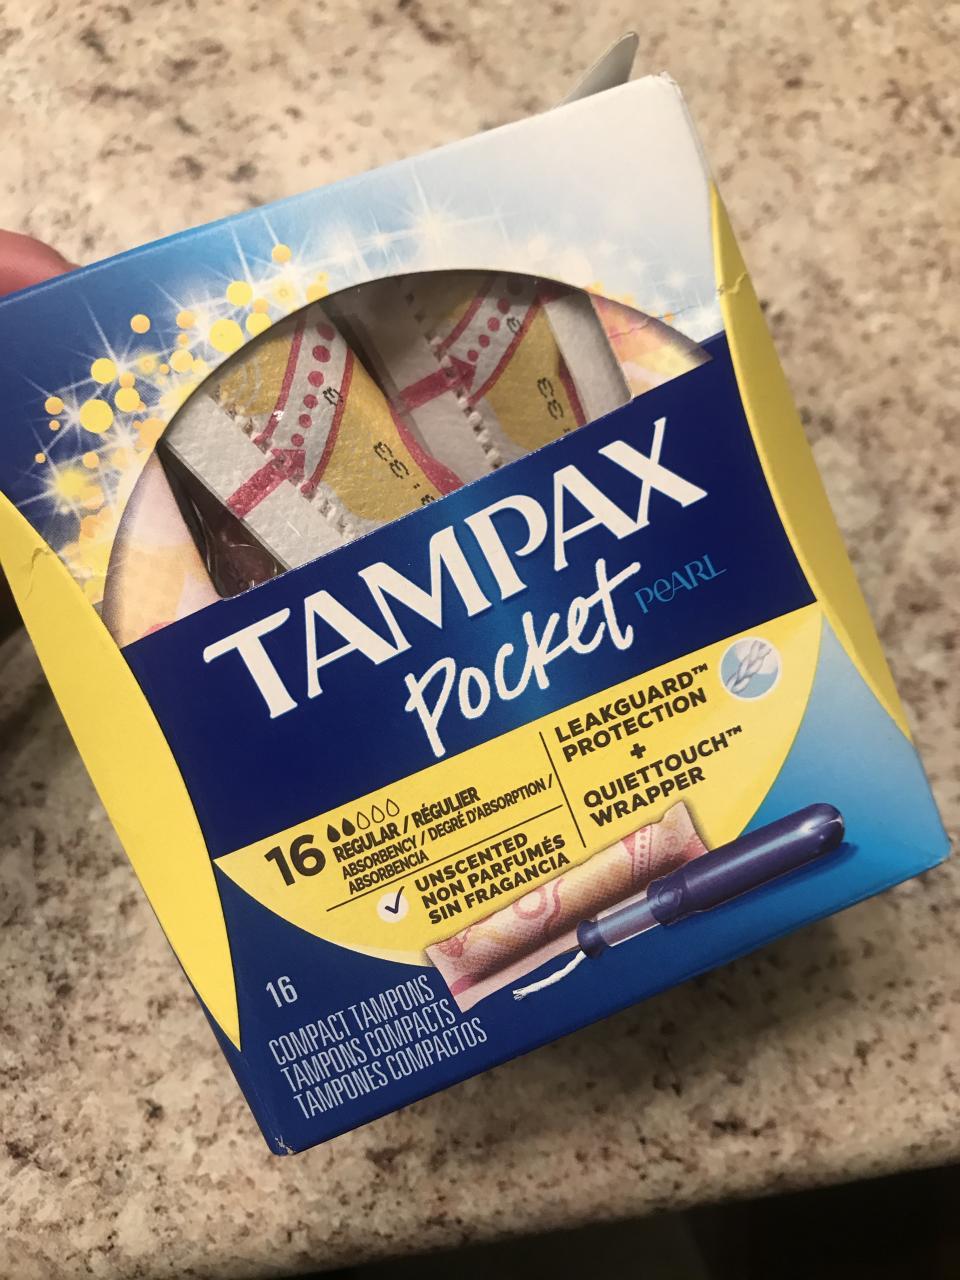 TAMPAX
Pocket PEARL
LEAKGUARD™
PROTECTION
+
QUIETTOUCH™
WRAPPER
16 REGULAR / RÉGULIER
ABSORBENCY / DEGRÉ D'ABSORPTION /
ABSORBENCIA
UNSCENTED
NON PARFUMÉS
SIN FRAGANCIA
16
COMPACT TAMPONS
TAMPONS COMPACTS
TAMPONES COMPACTOS